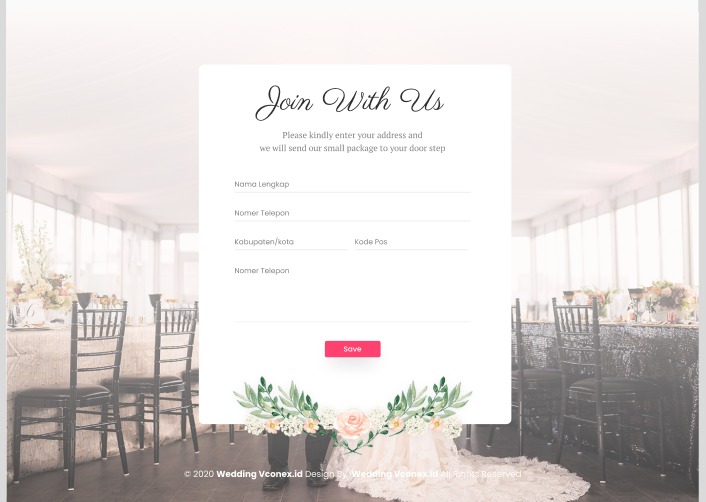 Join With Us
Please kindly enter your address and
we will send our small package to your door step
Nama Lengkap
Nomer Telepon
Kabupaten/kota Kode Pos
Nomer Telepon
Save
© 2020 Wedding Vconex.id Design By Wedding Vconex.id All Rights Reserved